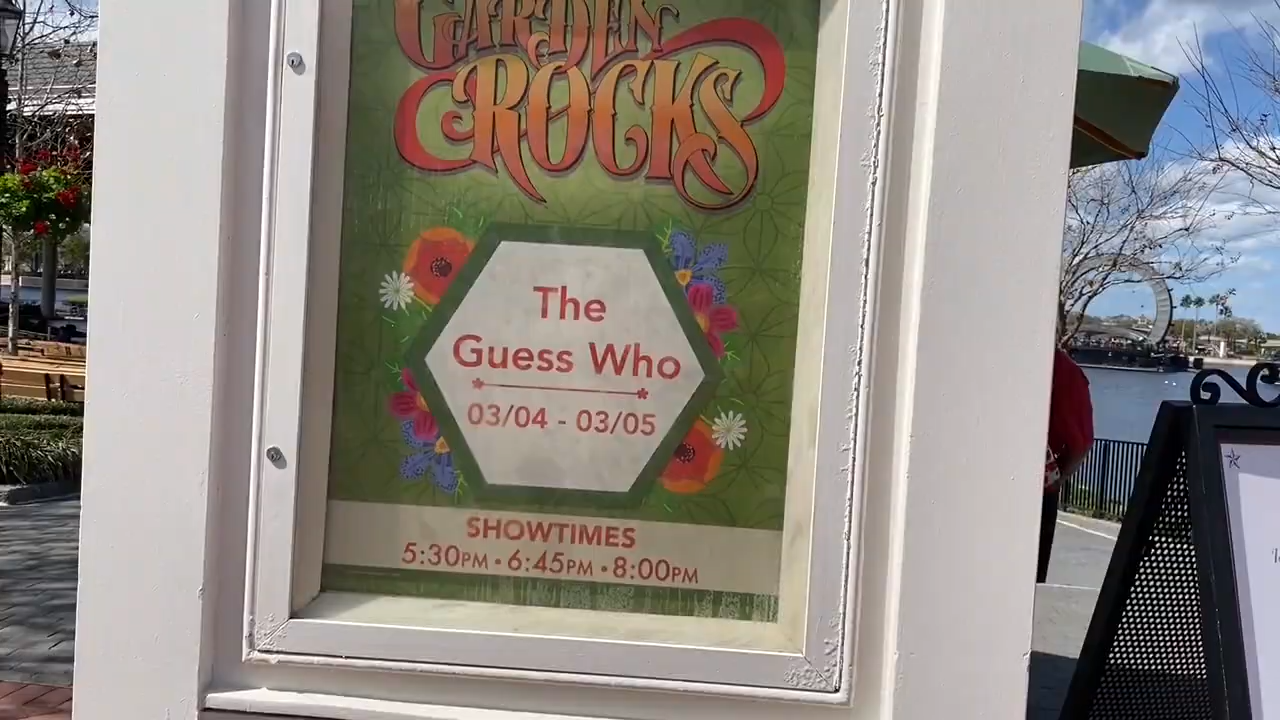 GARDEN
ROCKS
The
Guess Who
03/04 - 03/05
SHOWTIMES
5:30PM • 6:45PM • 8:00PM